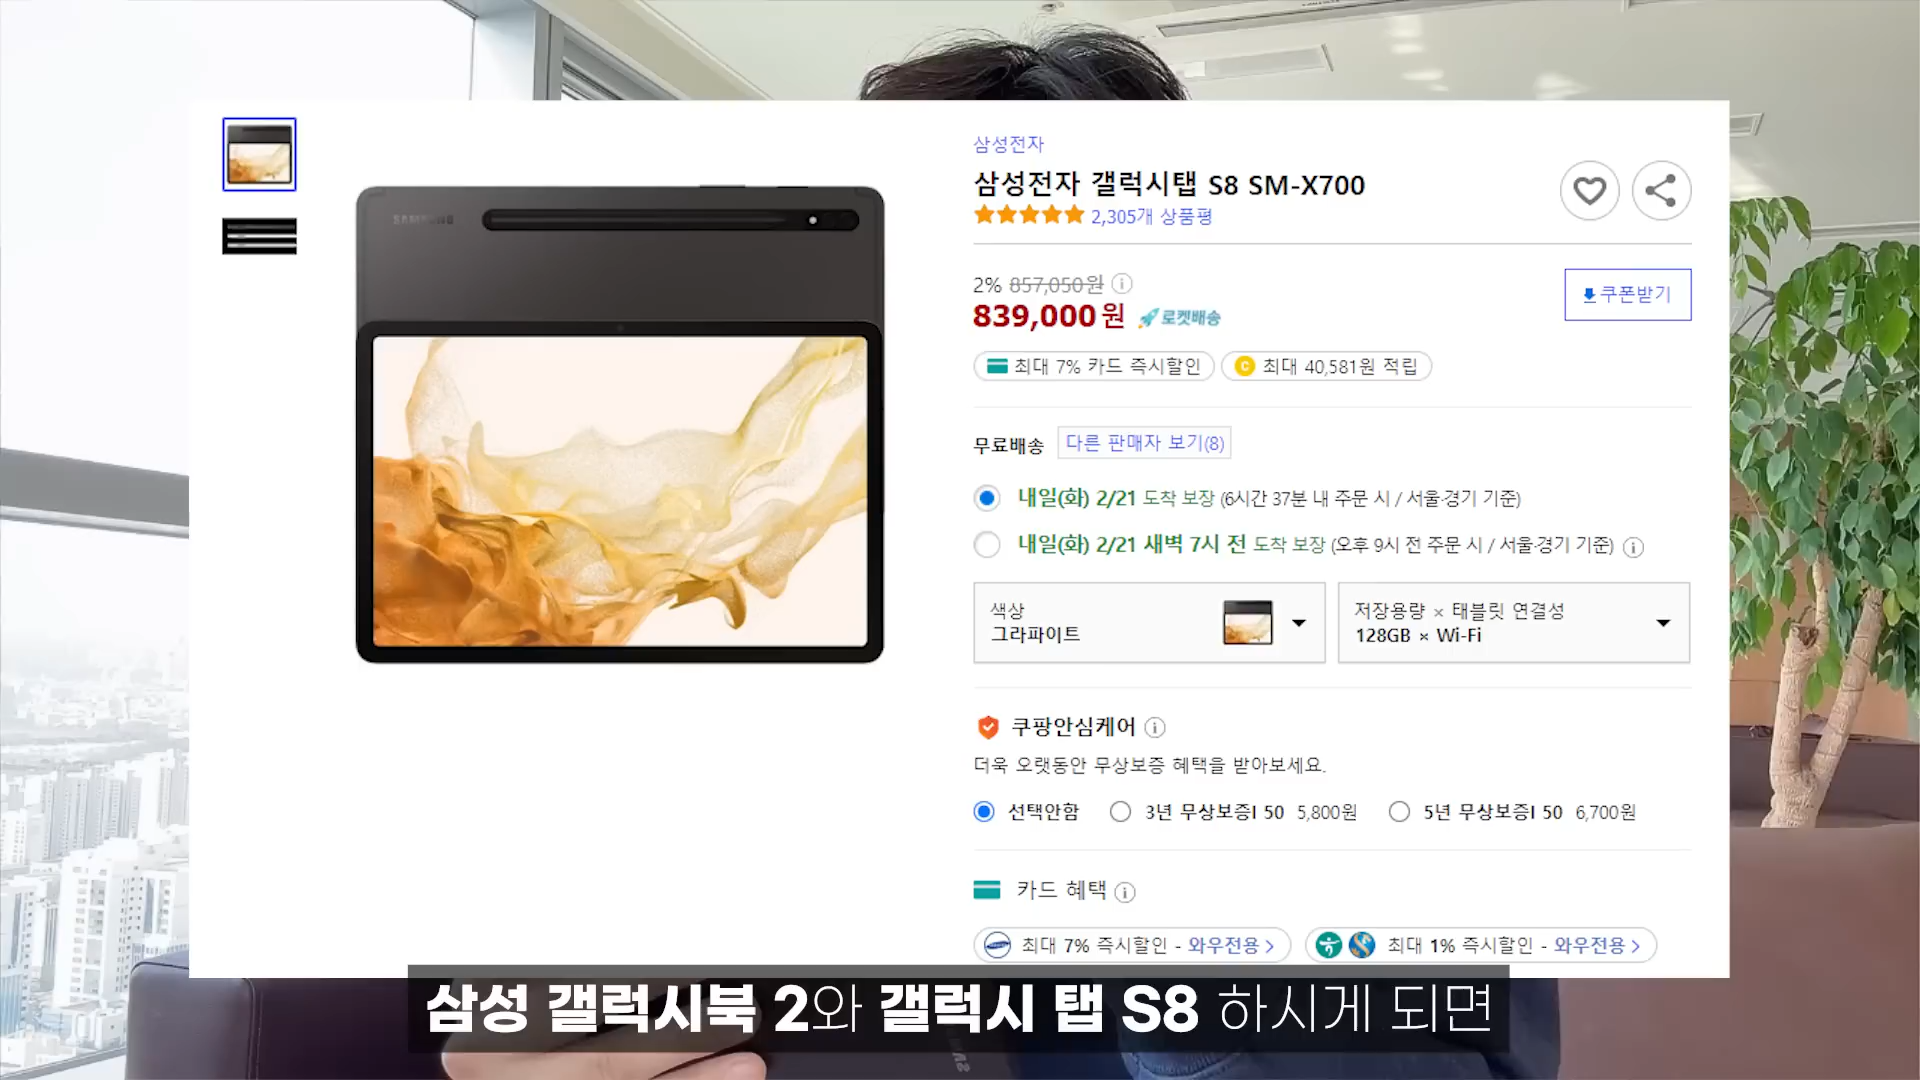 SAMSUNG
삼성전자
삼성전자 갤럭시탭 S8 SM-X700
2,305개 상품평
2% 857,050원
쿠폰받기
839,000원 로켓배송
최대 7% 카드 즉시할인
최대 40,581원 적립
무료배송 다른 판매자 보기(8)
내일(화) 2/21 도착 보장 (6시간 37분 내 주문 시 / 서울·경기 기준)
내일(화) 2/21 새벽 7시 전 도착 보장 (오후 9시 전 주문 시 / 서울·경기 기준)
색상
그라파이트
저장용량 × 태블릿 연결성
128GB × Wi-Fi
쿠팡안심케어
더욱 오랫동안 무상보증 혜택을 받아보세요.
선택안함 3년 무상보증I 50 5,800원 5년 무상보증I 50 6,700원
카드 혜택
최대 7% 즉시할인 - 와우전용 >
최대 1% 즉시할인 - 와우전용 >
삼성 갤럭시북 2와 갤럭시 탭 S8 하시게 되면